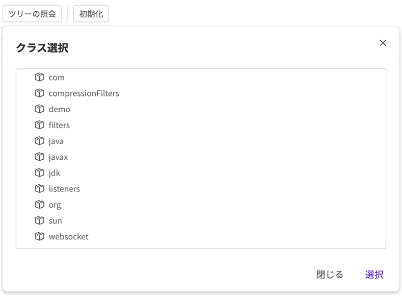 ツリーの照会 初期化
クラス選択
com
compressionFilters
demo
filters
java
javax
jdk
listeners
org
sun
websocket
閉じる 選択